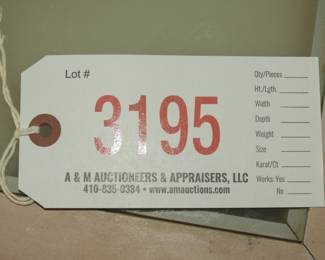 Lot #
3195
A & M AUCTIONEERS & APPRAISERS, LLC
410-835-0384 • www.amauctions.com
Qty/Pieces
Ht./Lgth.
Width
Depth
Weight
Size
Karat/Ct
Works: Yes
No